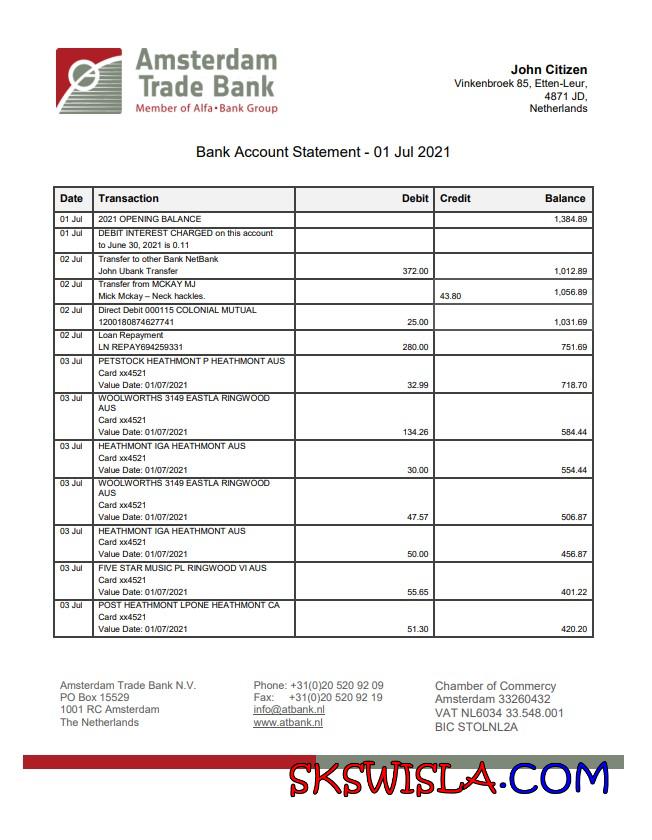 Amsterdam
Trade Bank
Member of Alfa•Bank Group
John Citizen
Vinkenbroek 85, Etten-Leur,
4871 JD,
Netherlands
Bank Account Statement - 01 Jul 2021
Date Transaction Debit Credit Balance
01 Jul 2021 OPENING BALANCE 1,384.89
01 Jul DEBIT INTEREST CHARGED on this account
to June 30, 2021 is 0.11
02 Jul Transfer to other Bank NetBank
John Ubank Transfer 372.00 1,012.89
02 Jul Transfer from MCKAY MJ
Mick Mckay – Neck hackles. 43.80 1,056.89
02 Jul Direct Debit 000115 COLONIAL MUTUAL
1200180874627741 25.00 1,031.69
02 Jul Loan Repayment
LN REPAY694259331 280.00 751.69
03 Jul PETSTOCK HEATHMONT P HEATHMONT AUS
Card xx4521
Value Date: 01/07/2021 32.99 718.70
03 Jul WOOLWORTHS 3149 EASTLA RINGWOOD
AUS
Card xx4521
Value Date: 01/07/2021 134.26 584.44
03 Jul HEATHMONT IGA HEATHMONT AUS
Card xx4521
Value Date: 01/07/2021 30.00 554.44
03 Jul WOOLWORTHS 3149 EASTLA RINGWOOD
AUS
Card xx4521
Value Date: 01/07/2021 47.57 506.87
03 Jul HEATHMONT IGA HEATHMONT AUS
Card xx4521
Value Date: 01/07/2021 50.00 456.87
03 Jul FIVE STAR MUSIC PL RINGWOOD VI AUS
Card xx4521
Value Date: 01/07/2021 55.65 401.22
03 Jul POST HEATHMONT LPONE HEATHMONT CA
Card xx4521
Value Date: 01/07/2021 51.30 420.20
Amsterdam Trade Bank N.V.
PO Box 15529
1001 RC Amsterdam
The Netherlands
Phone: +31(0)20 520 92 09
Fax: +31(0)20 520 92 19
info@atbank.nl
www.atbank.nl
Chamber of Commerce
Amsterdam 33260432
VAT NL6034 33.548.001
BIC STOLNL2A
SKSWISLA.COM